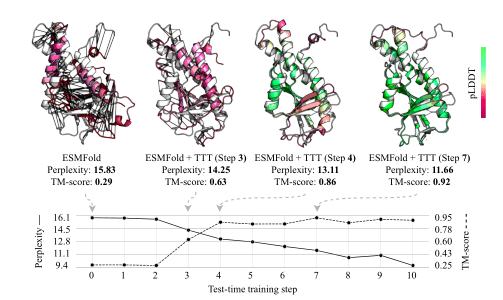 pLDDT
ESMFold
Perplexity: 15.83
TM-score: 0.29
ESMFold + TTT (Step 3)
Perplexity: 14.25
TM-score: 0.63
ESMFold + TTT (Step 4)
Perplexity: 13.11
TM-score: 0.86
ESMFold + TTT (Step 7)
Perplexity: 11.66
TM-score: 0.92
Perplexity
16.1
14.5
12.8
11.1
9.4
0.95
0.78
0.60
0.43
0.25
TM-score
0 1 2 3 4 5 6 7 8 9 10
Test-time training step